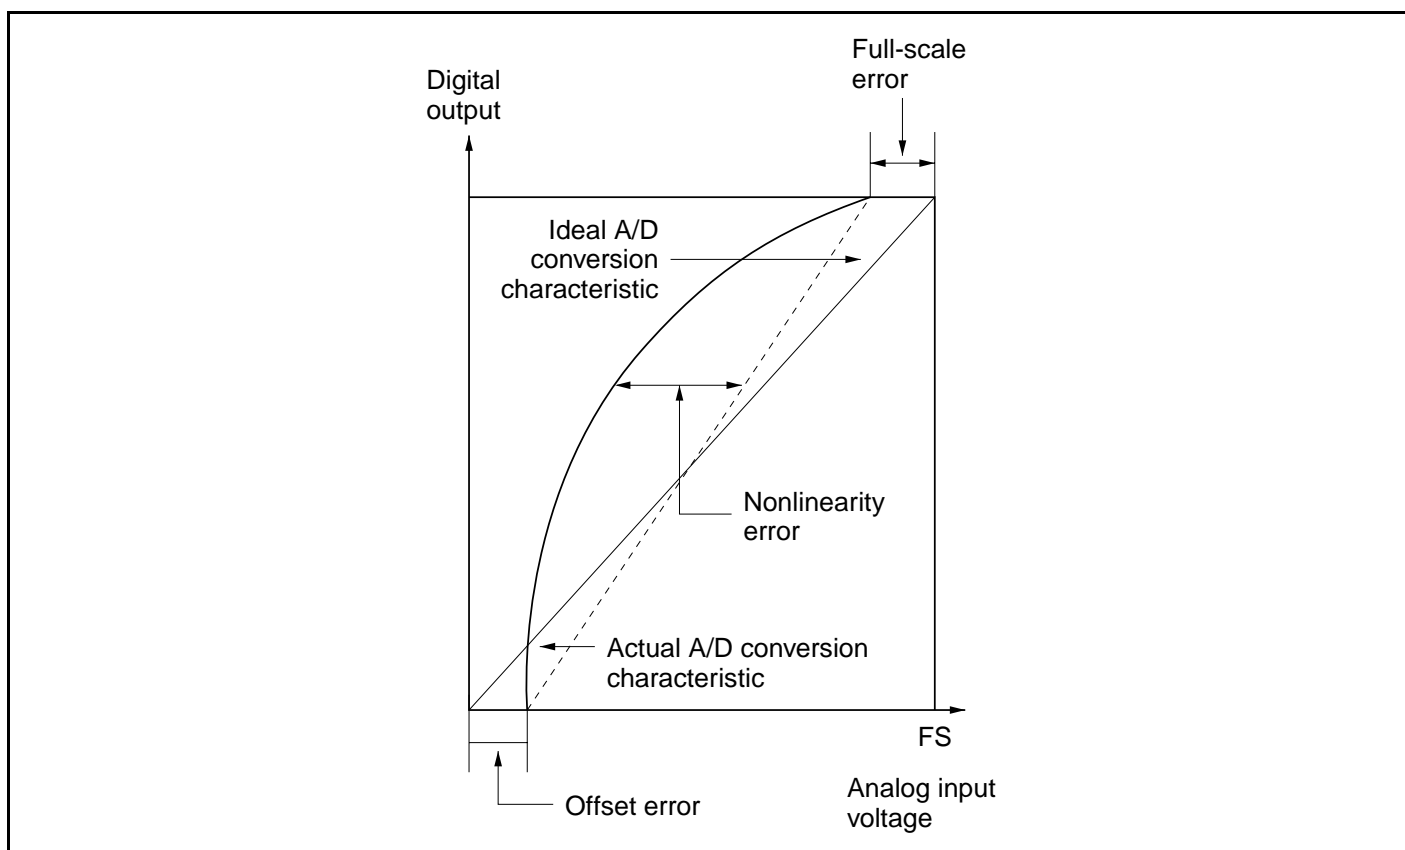 Full-scale
error
Digital
output
Ideal A/D
conversion
characteristic
Nonlinearity
error
Actual A/D conversion
characteristic
FS
Offset error
Analog input
voltage